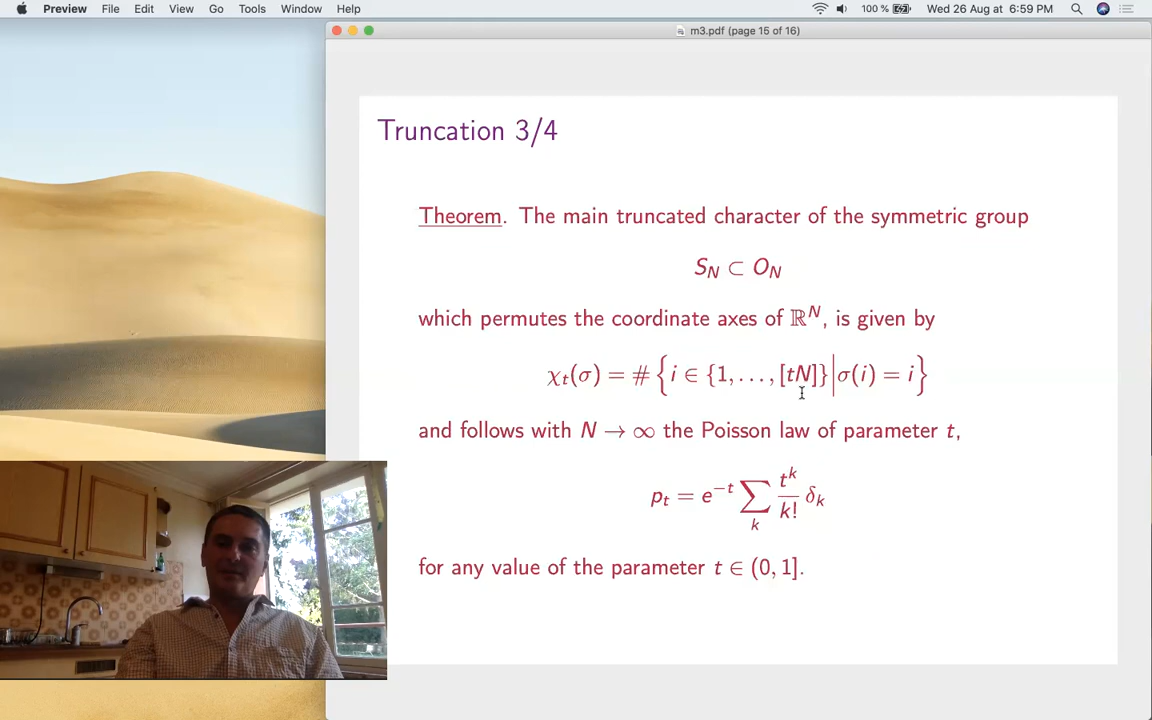 Preview File Edit View Go Tools Window Help 100 % Wed 26 Aug at 6:59 PM
m3.pdf (page 15 of 16)
Truncation 3/4
Theorem. The main truncated character of the symmetric group
S_N ⊂ O_N
which permutes the coordinate axes of ℝ^N, is given by
χ_t(σ) = # { i ∈ {1, . . . , [tN]} | σ(i) = i }
and follows with N → ∞ the Poisson law of parameter t,
p_t = e^{−t} ∑_k t^k/k! δ_k
for any value of the parameter t ∈ (0, 1].